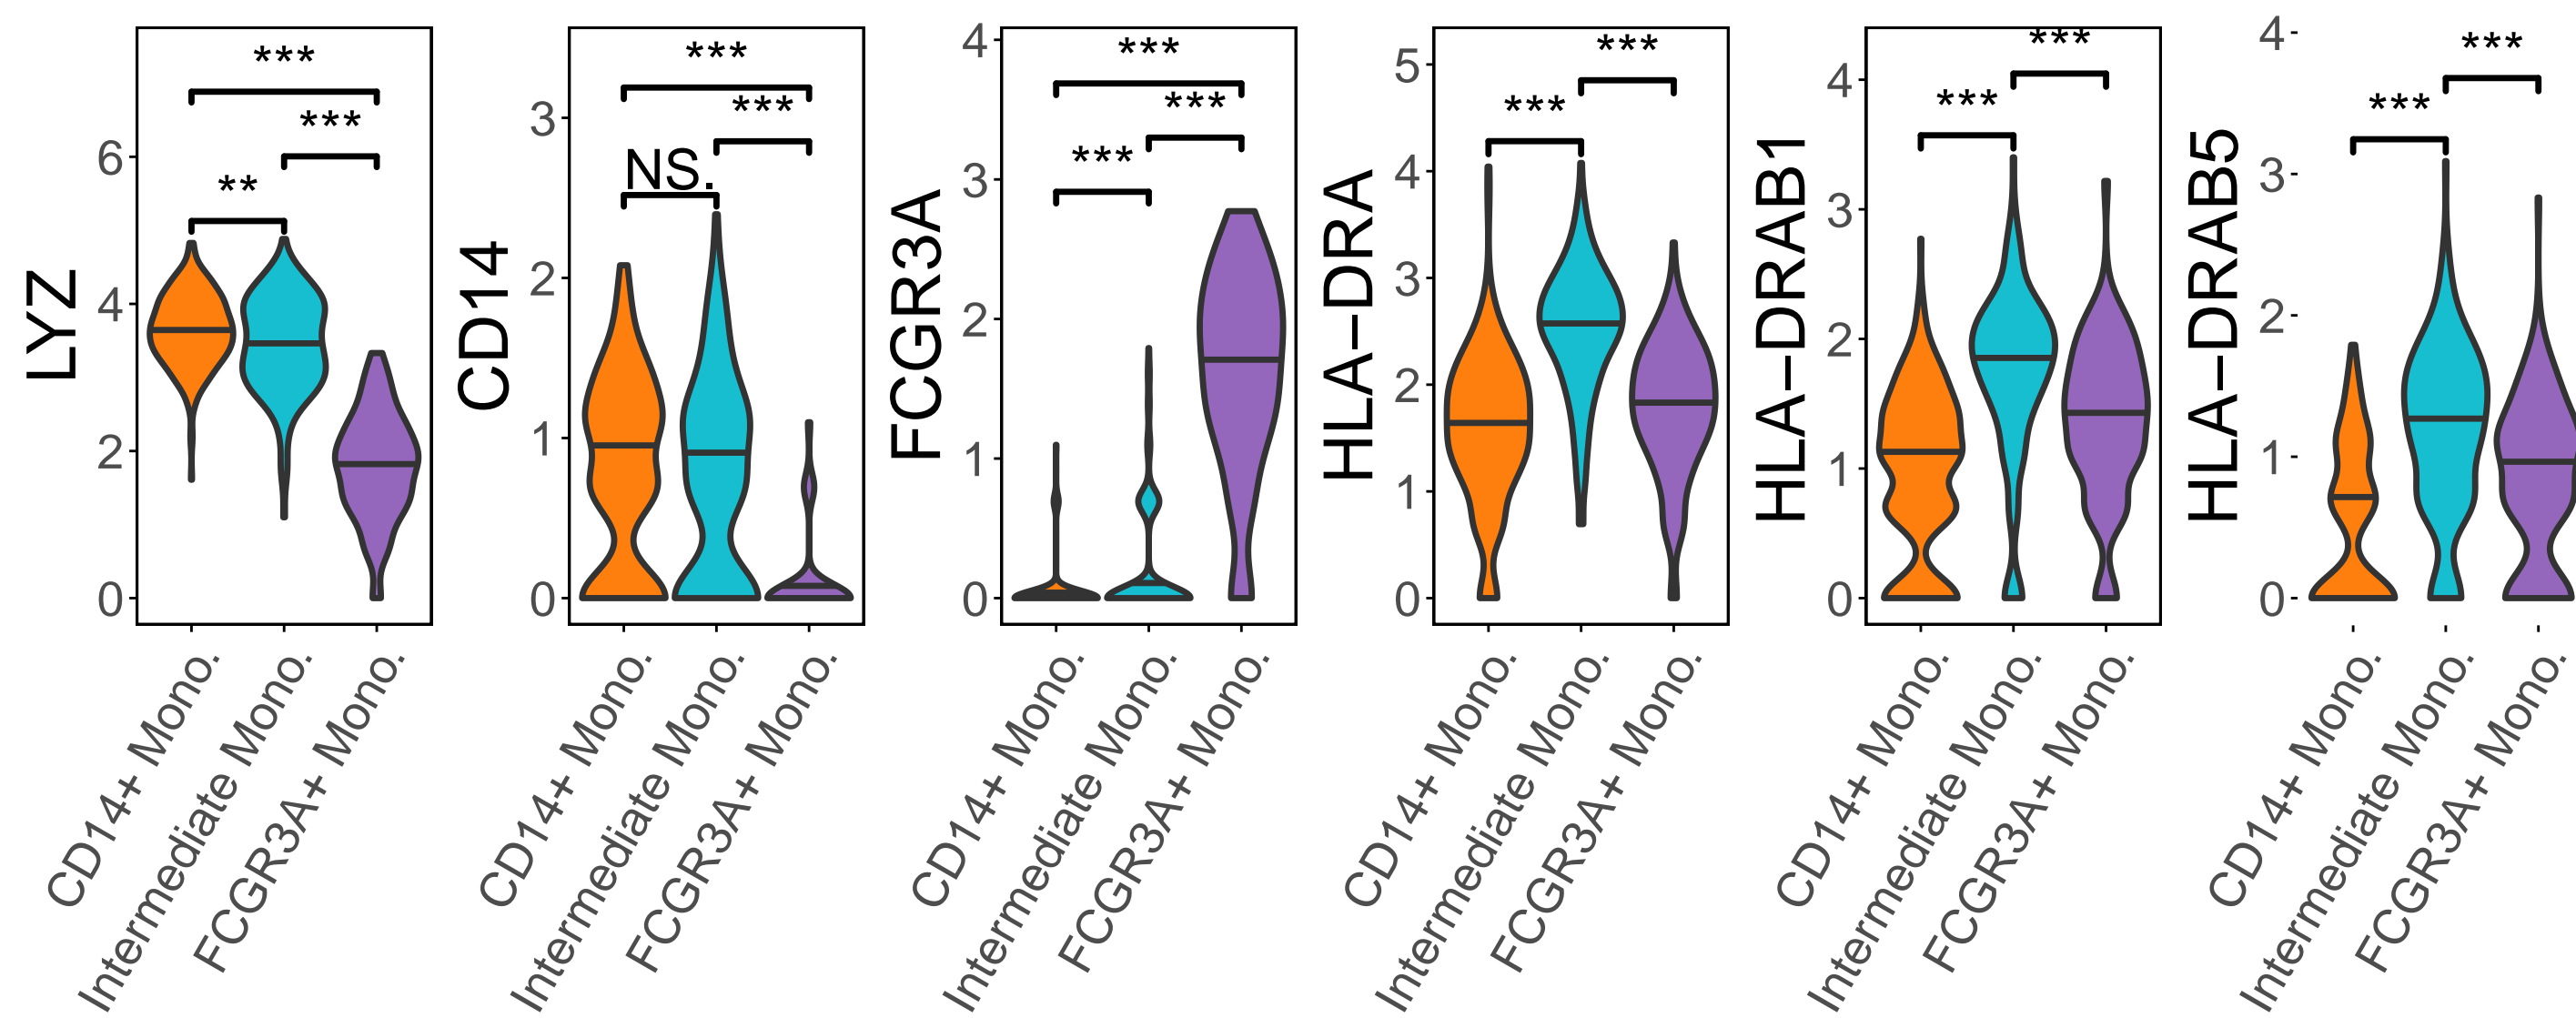 LYZ
6
4
2
0
***
***
**
CD14+ Mono.
Intermediate Mono.
FCGR3A+ Mono.
CD14
3
2
1
0
***
***
NS.
CD14+ Mono.
Intermediate Mono.
FCGR3A+ Mono.
FCGR3A
4
3
2
1
0
***
***
***
CD14+ Mono.
Intermediate Mono.
FCGR3A+ Mono.
HLA−DRA
5
4
3
2
1
0
***
***
CD14+ Mono.
Intermediate Mono.
FCGR3A+ Mono.
HLA−DRAB1
4
3
2
1
0
***
***
CD14+ Mono.
Intermediate Mono.
FCGR3A+ Mono.
HLA−DRAB5
4
3
2
1
0
***
***
CD14+ Mono.
Intermediate Mono.
FCGR3A+ Mono.